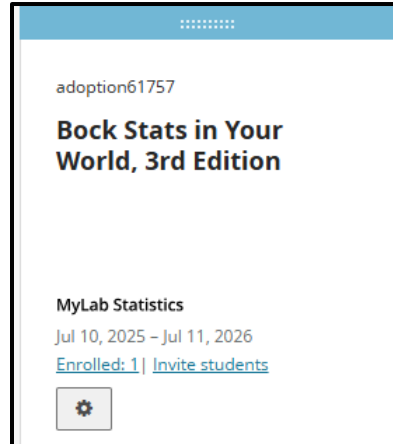 adoption61757
Bock Stats in Your
World, 3rd Edition
MyLab Statistics
Jul 10, 2025 – Jul 11, 2026
Enrolled: 1| Invite students